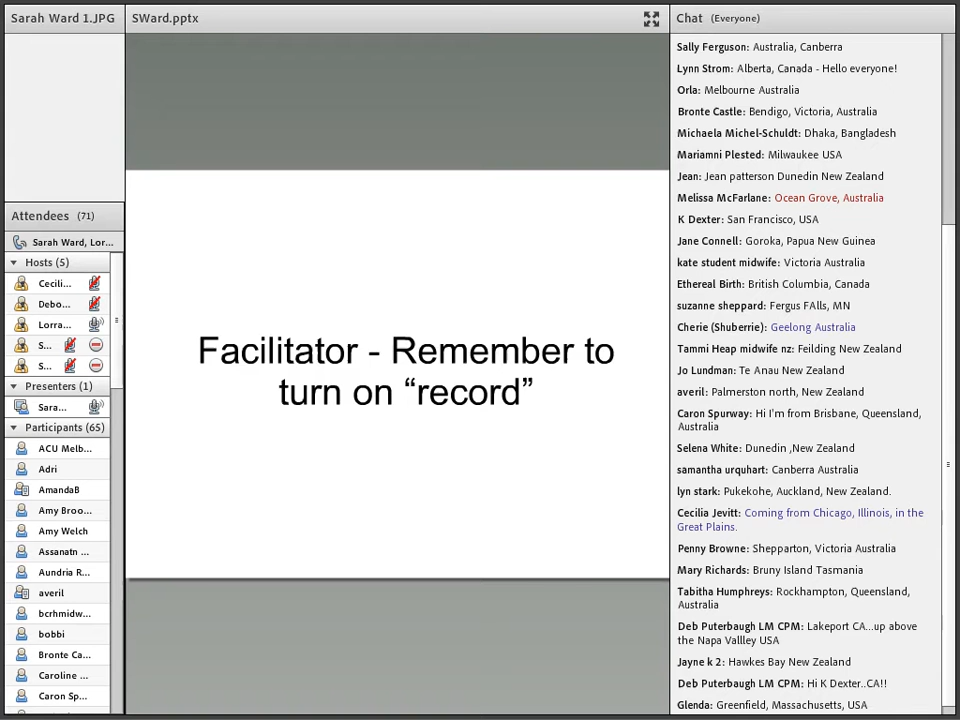 Sarah Ward 1.JPG
Attendees (71)
Sarah Ward, Lor...
Hosts (5)
Cecili...
Debo...
Lorra...
S...
S...
Presenters (1)
Sara...
Participants (65)
ACU Melb...
Adri
AmandaB
Amy Broo...
Amy Welch
Assanatn ...
Aundria R...
averil
bcrhmidw...
bobbi
Bronte Ca...
Caroline ...
Caron Sp...
SWard.pptx
Facilitator - Remember to
turn on “record”
Chat (Everyone)
Sally Ferguson: Australia, Canberra
Lynn Strom: Alberta, Canada - Hello everyone!
Orla: Melbourne Australia
Bronte Castle: Bendigo, Victoria, Australia
Michaela Michel-Schuldt: Dhaka, Bangladesh
Mariamni Plested: Milwaukee USA
Jean: Jean patterson Dunedin New Zealand
Melissa McFarlane: Ocean Grove, Australia
K Dexter: San Francisco, USA
Jane Connell: Goroka, Papua New Guinea
kate student midwife: Victoria Australia
Ethereal Birth: British Columbia, Canada
suzanne sheppard: Fergus FAlls, MN
Cherie (Shuberrie): Geelong Australia
Tammi Heap midwife nz: Feilding New Zealand
Jo Lundman: Te Anau New Zealand
averil: Palmerston north, New Zealand
Caron Spurway: Hi I'm from Brisbane, Queensland,
Australia
Selena White: Dunedin ,New Zealand
samantha urquhart: Canberra Australia
lyn stark: Pukekohe, Auckland, New Zealand.
Cecilia Jevitt: Coming from Chicago, Illinois, in the
Great Plains.
Penny Browne: Shepparton, Victoria Australia
Mary Richards: Bruny Island Tasmania
Tabitha Humphreys: Rockhampton, Queensland,
Australia
Deb Puterbaugh LM CPM: Lakeport CA...up above
the Napa Vallley USA
Jayne k 2: Hawkes Bay New Zealand
Deb Puterbaugh LM CPM: Hi K Dexter..CA!!
Glenda: Greenfield, Massachusetts, USA